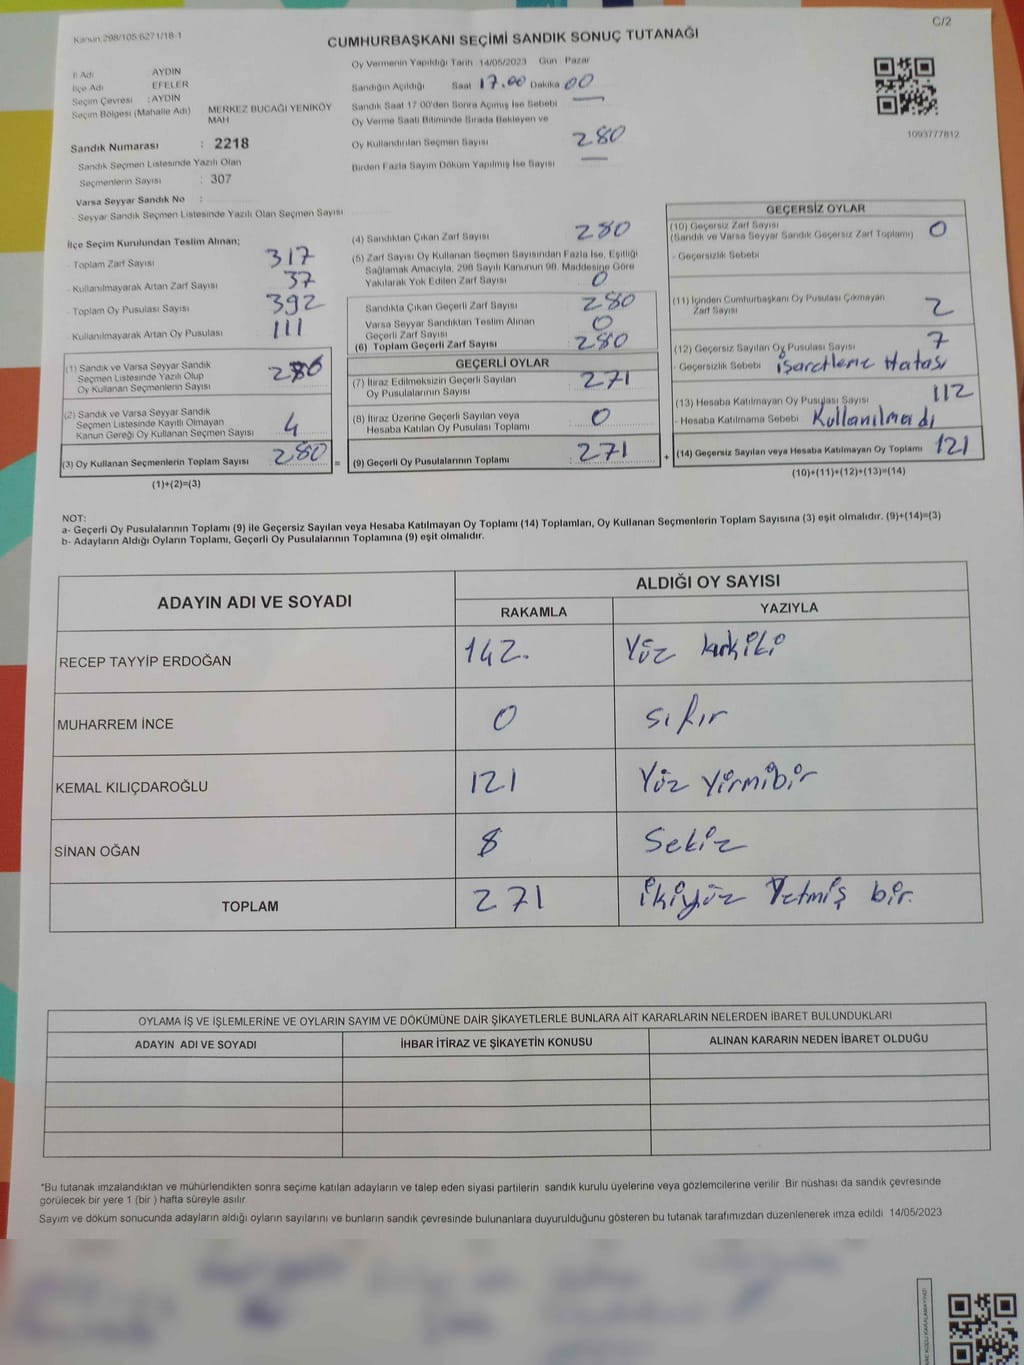 C/2
Kanun:298/105,6271/18-1
CUMHURBAŞKANI SEÇİMİ SANDIK SONUÇ TUTANAĞI
İl Adı AYDIN
İlçe Adı EFELER
Seçim Çevresi : AYDIN
Seçim Bölgesi (Mahalle Adı) MERKEZ BUCAĞI YENİKÖY MAH
Sandık Numarası : 2218
Sandık Seçmen Listesinde Yazılı Olan
Seçmenlerin Sayısı : 307
Varsa Seyyar Sandık No :
- Seyyar Sandık Seçmen Listesinde Yazılı Olan Seçmen Sayısı
Oy Vermenin Yapıldığı Tarih 14/05/2023 Gün Pazar
Sandığın Açıldığı Saat 17.00 Dakika 00
Sandık Saat 17 00'den Sonra Açımış İse Sebebi —
Oy Verme Saati Bitiminde Sırada Bekleyen ve
Oy Kullandırılan Seçmen Sayısı 280
Birden Fazla Sayım Döküm Yapılmış İse Sayısı —
1093777812
İlçe Seçim Kurulundan Teslim Alınan;
- Toplam Zarf Sayısı 317
- Kullanılmayarak Artan Zarf Sayısı 37
- Toplam Oy Pusulası Sayısı 392
Kullanılmayarak Artan Oy Pusulası 111
(1) Sandık ve Varsa Seyyar Sandık
Seçmen Listesinde Yazılı Olup
Oy Kullanan Seçmenlerin Sayısı
(2) Sandık ve Varsa Seyyar Sandık
Seçmen Listesinde Kayıtlı Olmayan
Kanun Gereği Oy Kullanan Seçmen Sayısı 4
(3) Oy Kullanan Seçmenlerin Toplam Sayısı 280
(1)+(2)=(3)
(4) Sandıktan Çıkan Zarf Sayısı 280
(5) Zarf Sayısı Oy Kullanan Seçmen Sayısından Fazla İse, Eşitliği
Sağlamak Amacıyla, 298 Sayılı Kanunun 98. Maddesine Göre
Yakılarak Yok Edilen Zarf Sayısı 0
Sandıkta Çıkan Geçerli Zarf Sayısı 280
Varsa Seyyar Sandıktan Teslim Alınan
Geçerli Zarf Sayısı 0
(6) Toplam Geçerli Zarf Sayısı 280
GEÇERLİ OYLAR
(7) İtiraz Edilmeksizin Geçerli Sayılan
Oy Pusulalarının Sayısı 271
(8) İtiraz Üzerine Geçerli Sayılan veya
Hesaba Katılan Oy Pusulası Toplamı 0
= (9) Geçerli Oy Pusulalarının Toplamı : 271
GEÇERSİZ OYLAR
(10) Geçersiz Zarf Sayısı 0
(Sandık ve Varsa Seyyar Sandık Geçersiz Zarf Toplamı)
- Geçersizlik Sebebi
(11) İçinden Cumhurbaşkanı Oy Pusulası Çıkmayan
Zarf Sayısı 2
(12) Geçersiz Sayılan Oy Pusulası Sayısı 7
- Geçersizlik Sebebi işaretleme Hatası
(13) Hesaba Katılmayan Oy Pusulası Sayısı 112
- Hesaba Katılmama Sebebi Kullanılmadı
+ (14) Geçersiz Sayılan veya Hesaba Katılmayan Oy Toplamı 121
(10)+(11)+(12)+(13)=(14)
NOT:
a- Geçerli Oy Pusulalarının Toplamı (9) ile Geçersiz Sayılan veya Hesaba Katılmayan Oy Toplamı (14) Toplamları, Oy Kullanan Seçmenlerin Toplam Sayısına (3) eşit olmalıdır. (9)+(14)=(3)
b- Adayların Aldığı Oyların Toplamı, Geçerli Oy Pusulalarının Toplamına (9) eşit olmalıdır.
ADAYIN ADI VE SOYADI ALDIĞI OY SAYISI
RAKAMLA YAZIYLA
RECEP TAYYİP ERDOĞAN 142. Yüz kırkiki
MUHARREM İNCE 0 sıfır
KEMAL KILIÇDAROĞLU 121 Yüz Yirmibir
SİNAN OĞAN 8 Sekiz
TOPLAM 271 ikiyüz Yetmiş bir.
OYLAMA İŞ VE İŞLEMLERİNE VE OYLARIN SAYIM VE DÖKÜMÜNE DAİR ŞİKAYETLERLE BUNLARA AİT KARARLARIN NELERDEN İBARET BULUNDUKLARI
ADAYIN ADI VE SOYADI İHBAR İTİRAZ VE ŞİKAYETİN KONUSU ALINAN KARARIN NEDEN İBARET OLDUĞU
*Bu tutanak imzalandıktan ve mühürlendikten sonra seçime katılan adayların ve talep eden siyasi partilerin sandık kurulu üyelerine veya gözlemcilerine verilir Bir nüshası da sandık çevresinde
görülecek bir yere 1 (bir ) hafta süreyle asılır.
Sayım ve döküm sonucunda adayların aldığı oyların sayılarını ve bunların sandık çevresinde bulunanlara duyurulduğunu gösteren bu tutanak tarafımızdan düzenlenerek imza edildi 14/05/2023